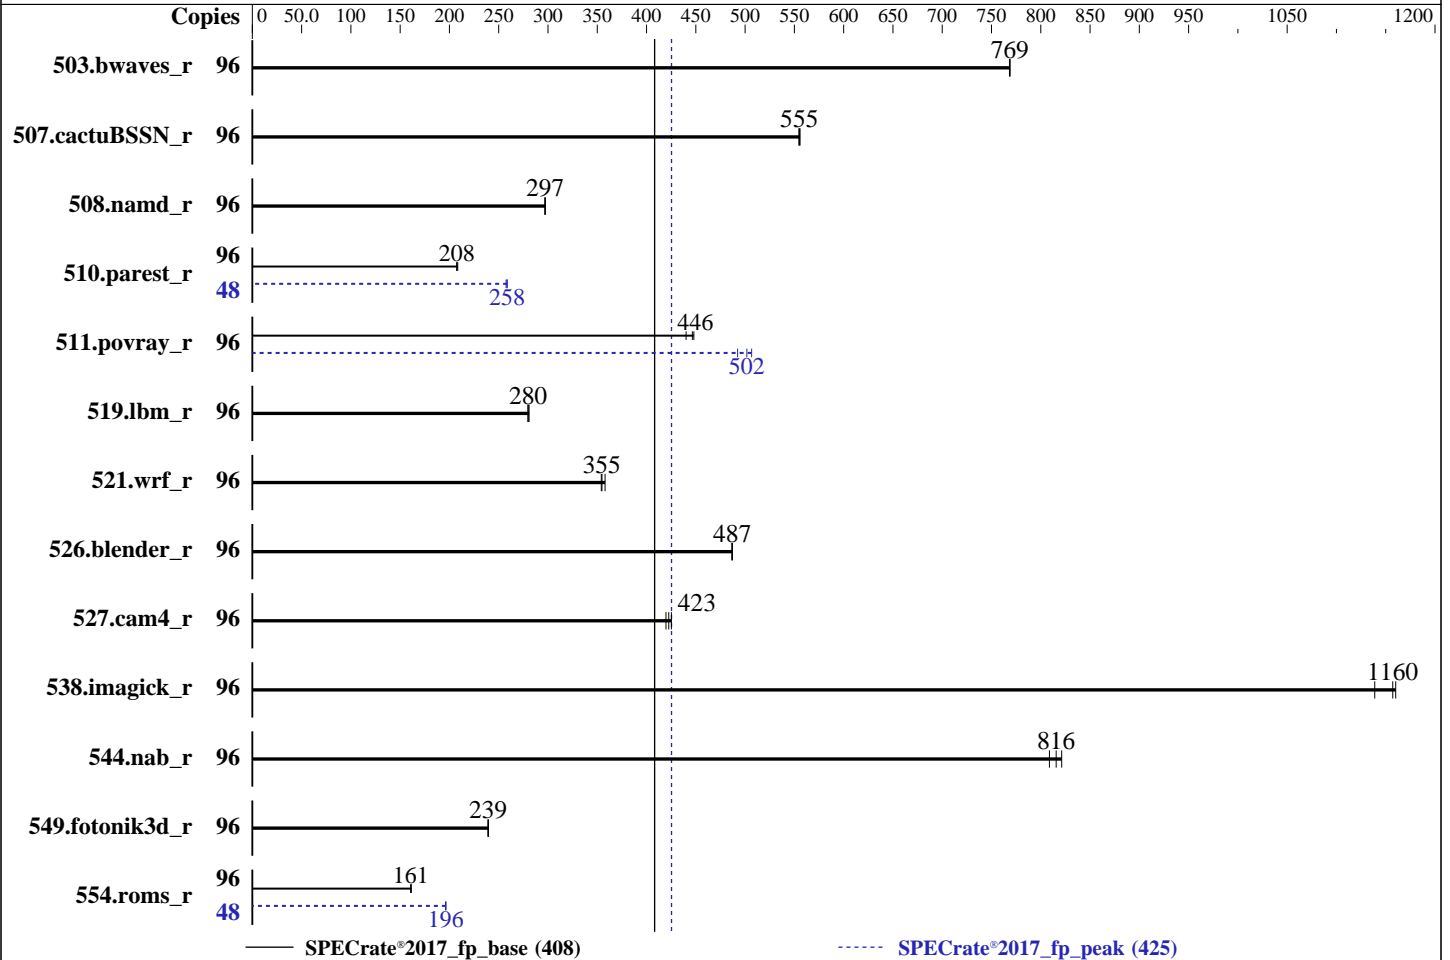 Copies 0 50.0 100 150 200 250 300 350 400 450 500 550 600 650 700 750 800 850 900 950 1050 1200
503.bwaves_r 96 769
507.cactuBSSN_r 96 555
508.namd_r 96 297
96 208
510.parest_r
48 258
511.povray_r 96 446
502
519.lbm_r 96 280
521.wrf_r 96 355
526.blender_r 96 487
527.cam4_r 96 423
538.imagick_r 96 1160
544.nab_r 96 816
549.fotonik3d_r 96 239
96 161
554.roms_r
48 196
SPECrate®2017_fp_base (408) SPECrate®2017_fp_peak (425)